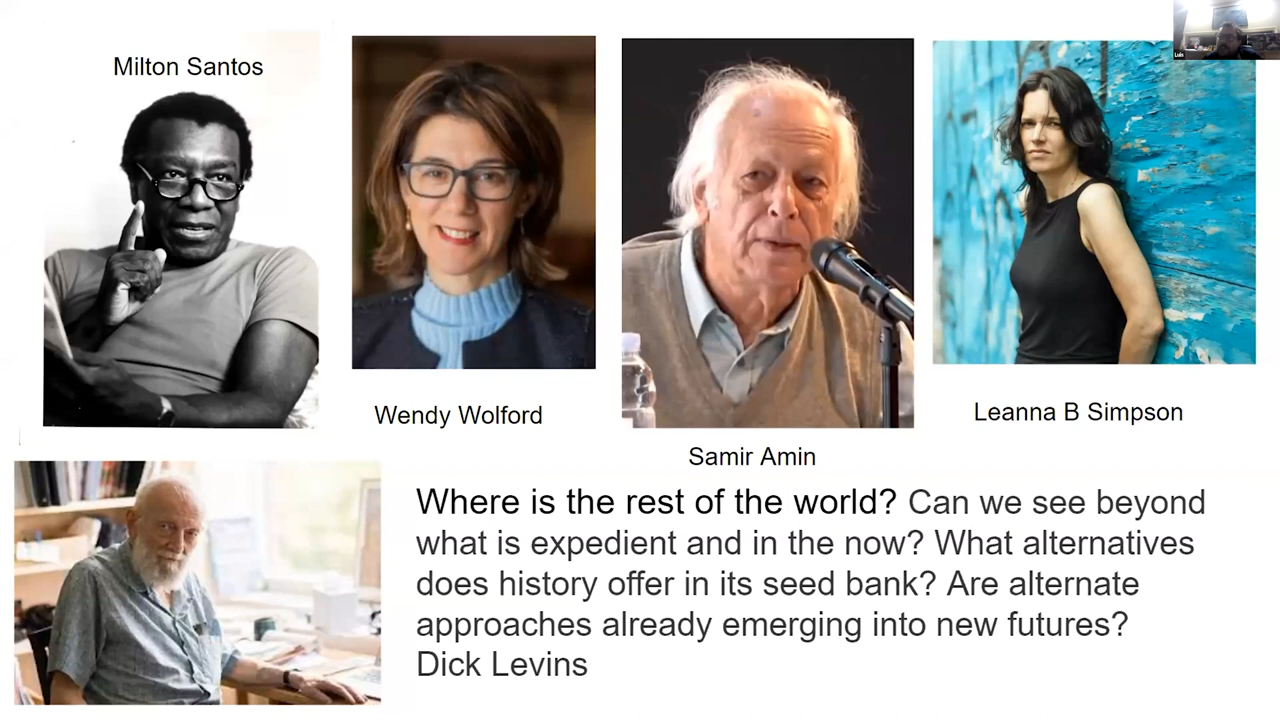 Milton Santos
Wendy Wolford
Samir Amin
Leanna B Simpson
Where is the rest of the world? Can we see beyond
what is expedient and in the now? What alternatives
does history offer in its seed bank? Are alternate
approaches already emerging into new futures?
Dick Levins
Luis